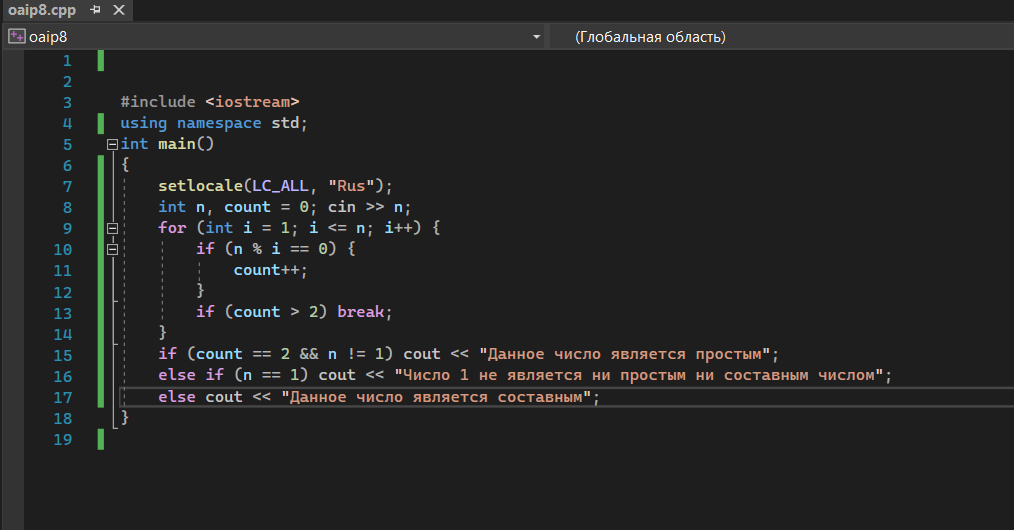 oaip8.cpp
oaip8 (Глобальная область)
1
2
3 #include <iostream>
4 using namespace std;
5 int main()
6 {
7 setlocale(LC_ALL, "Rus");
8 int n, count = 0; cin >> n;
9 for (int i = 1; i <= n; i++) {
10 if (n % i == 0) {
11 count++;
12 }
13 if (count > 2) break;
14 }
15 if (count == 2 && n != 1) cout << "Данное число является простым";
16 else if (n == 1) cout << "Число 1 не является ни простым ни составным числом";
17 else cout << "Данное число является составным";
18 }
19